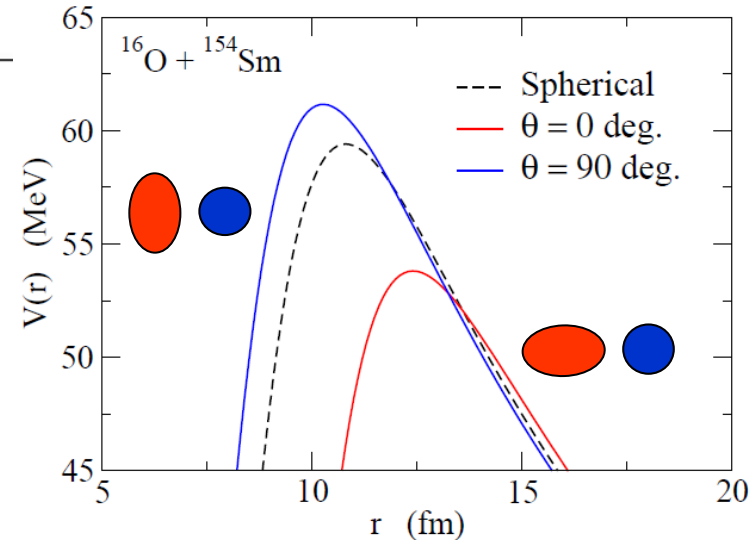 65
60
55
50
45
V(r) (MeV)
¹⁶O + ¹⁵⁴Sm
Spherical
θ = 0 deg.
θ = 90 deg.
5
10
15
20
r (fm)